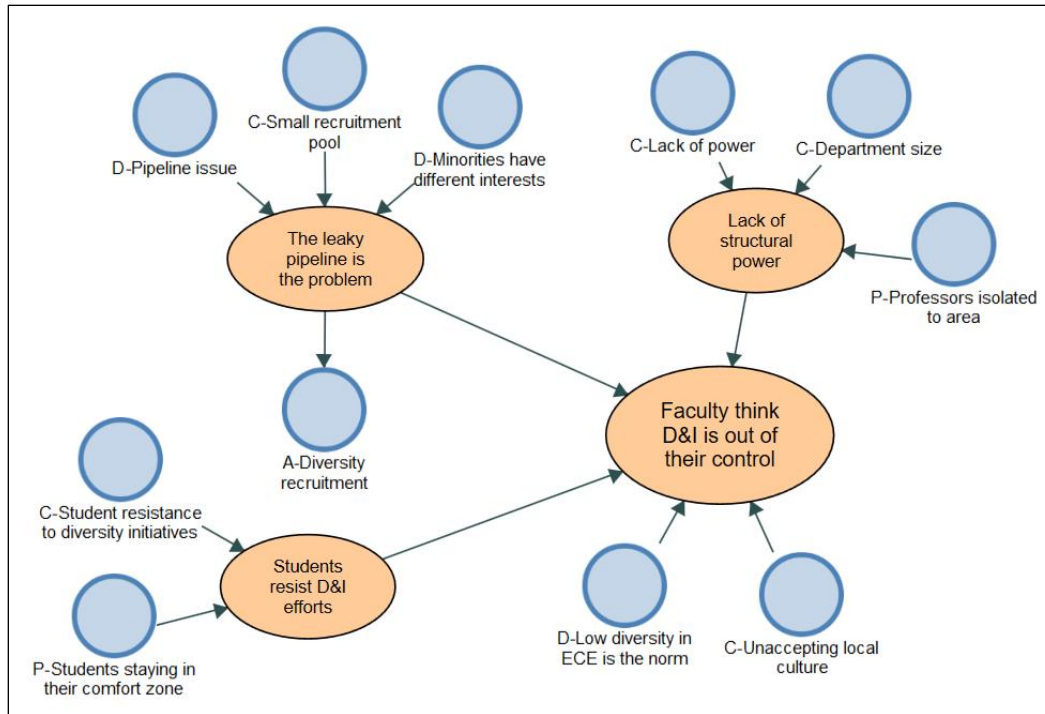 D-Pipeline issue
C-Small recruitment
pool
D-Minorities have
different interests
C-Lack of power
C-Department size
The leaky
pipeline is
the problem
Lack of
structural
power
P-Professors isolated
to area
A-Diversity
recruitment
Faculty think
D&I is out of
their control
C-Student resistance
to diversity initiatives
Students
resist D&I
efforts
P-Students staying in
their comfort zone
D-Low diversity in
ECE is the norm
C-Unaccepting local
culture